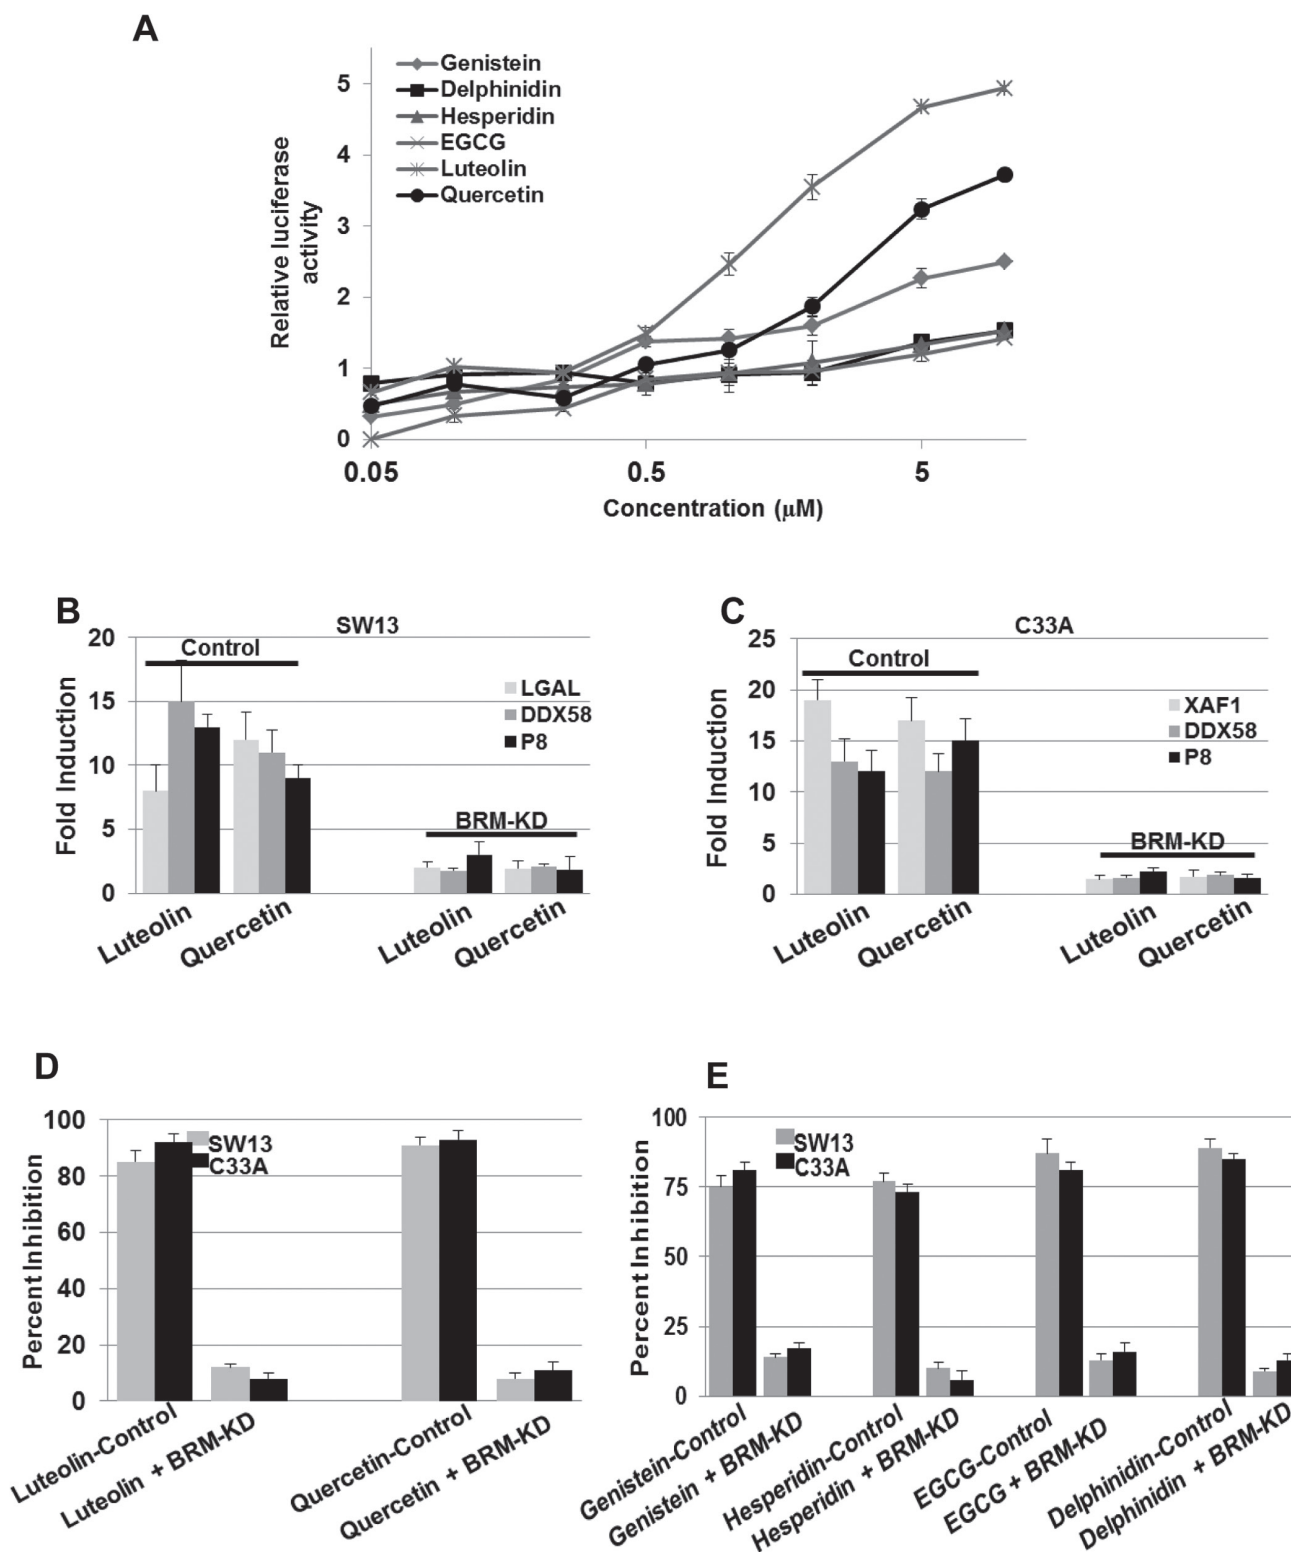 A
Genistein
Delphinidin
Hesperidin
EGCG
Luteolin
Quercetin
Relative luciferase
activity
5
4
3
2
1
0
0.05
0.5
5
Concentration (µM)
B
SW13
Control
LGAL
DDX58
P8
BRM-KD
Fold Induction
20
15
10
5
0
Luteolin
Quercetin
Luteolin
Quercetin
C
C33A
Control
XAF1
DDX58
P8
BRM-KD
Fold Induction
25
20
15
10
5
0
Luteolin
Quercetin
Luteolin
Quercetin
D
SW13
C33A
Percent Inhibition
100
80
60
40
20
0
Luteolin-Control
Luteolin + BRM-KD
Quercetin-Control
Quercetin + BRM-KD
E
SW13
C33A
Percent Inhibition
100
75
50
25
0
Genistein-Control
Genistein + BRM-KD
Hesperidin-Control
Hesperidin + BRM-KD
EGCG-Control
EGCG + BRM-KD
Delphinidin-Control
Delphinidin + BRM-KD